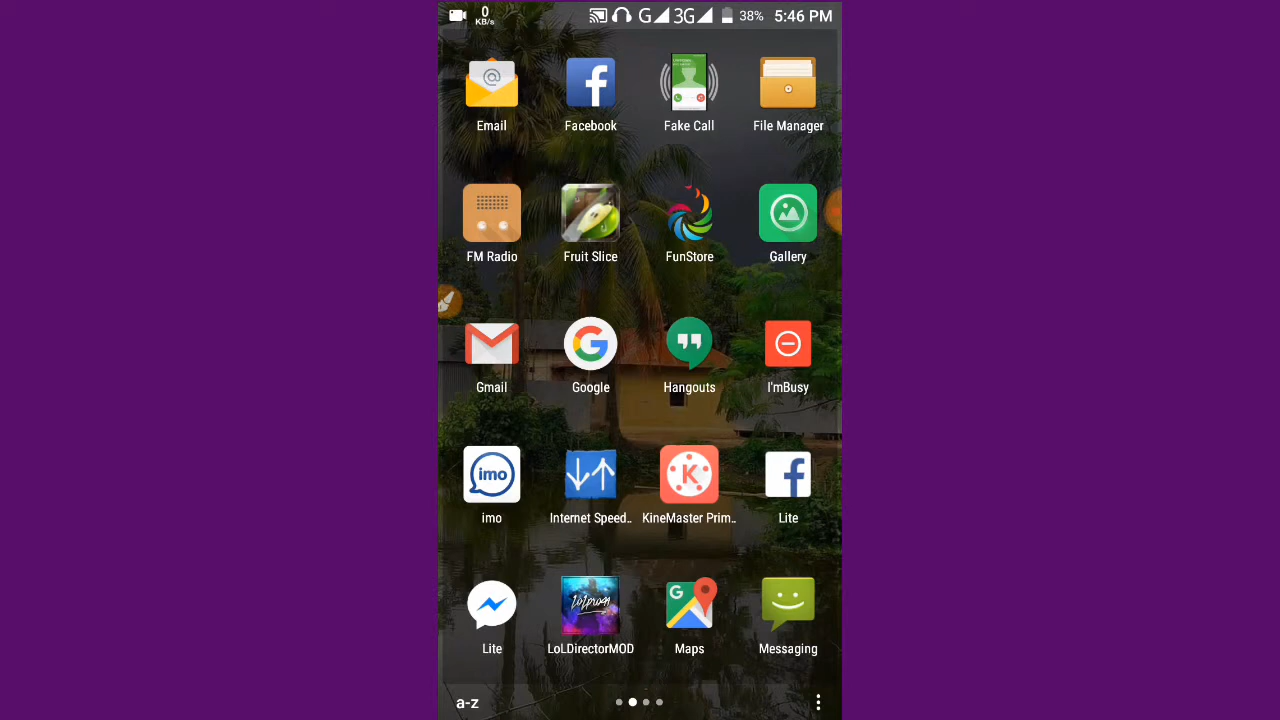 0
KB/s
G 3G 38% 5:46 PM
@
Email Facebook Fake Call File Manager
FM Radio Fruit Slice FunStore Gallery
G
Gmail Google Hangouts I'mBusy
imo K f
imo Internet Speed.. KineMaster Prim.. Lite
G
Lite LoLDirectorMOD Maps Messaging
a-z